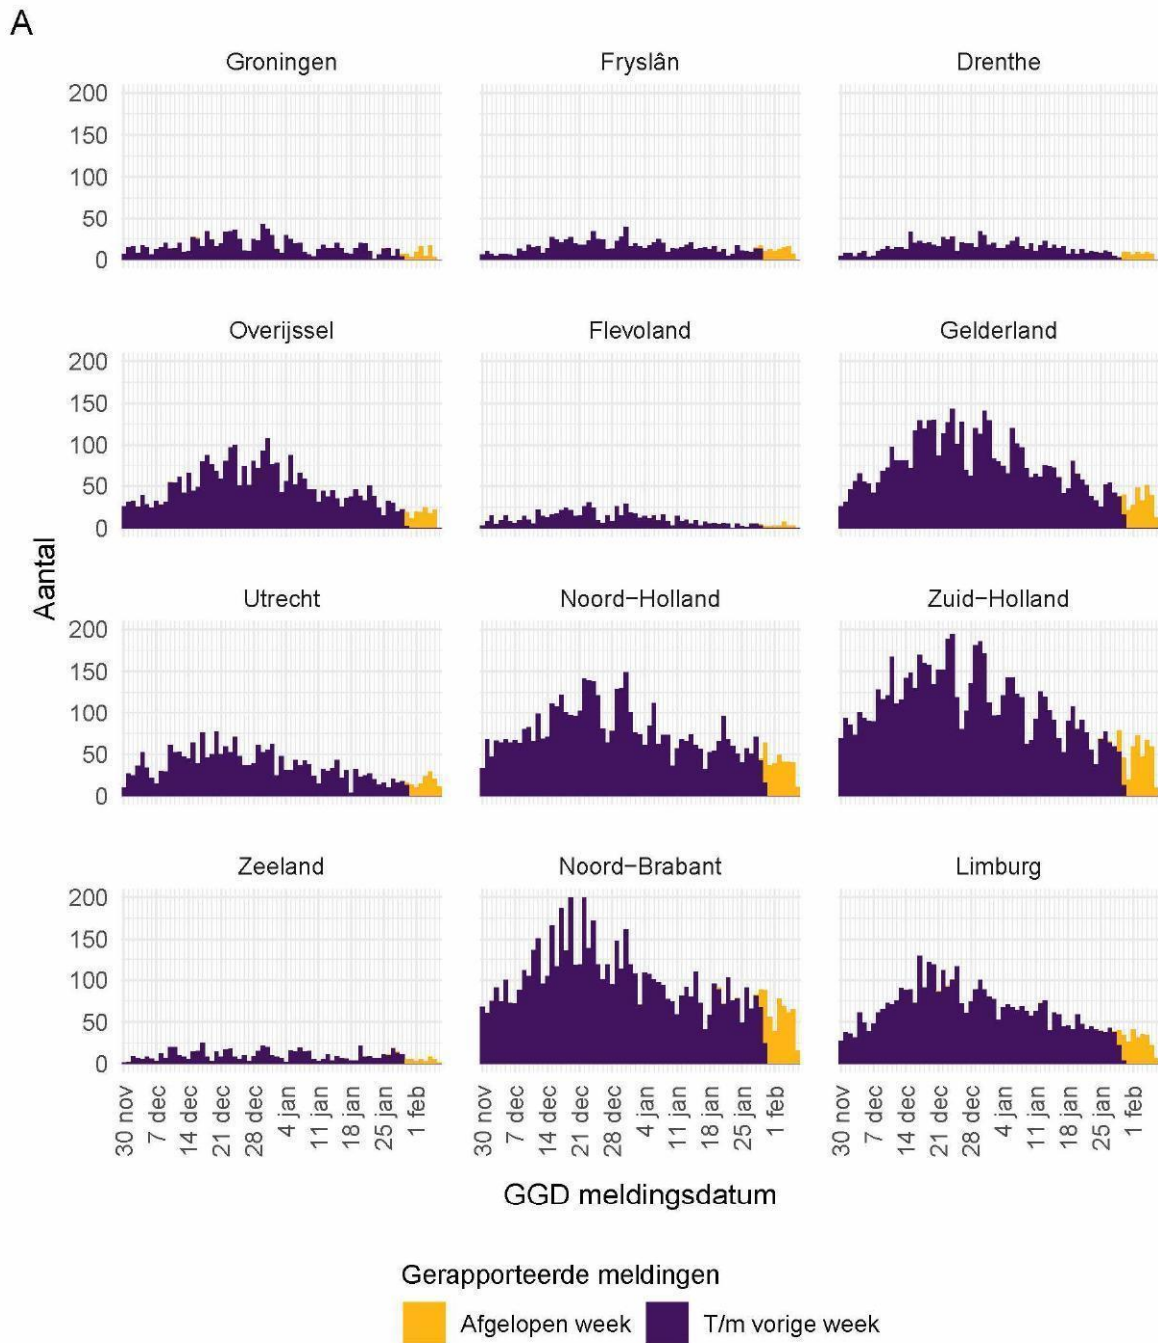 A
Groningen Fryslân Drenthe
200
150
100
50
0
Overijssel Flevoland Gelderland
200
150
100
50
0
Utrecht Noord−Holland Zuid−Holland
200
150
100
50
0
Zeeland Noord−Brabant Limburg
200
150
100
50
0
Aantal
30 nov 7 dec 14 dec 21 dec 28 dec 4 jan 11 jan 18 jan 25 jan 1 feb
30 nov 7 dec 14 dec 21 dec 28 dec 4 jan 11 jan 18 jan 25 jan 1 feb
30 nov 7 dec 14 dec 21 dec 28 dec 4 jan 11 jan 18 jan 25 jan 1 feb
GGD meldingsdatum
Gerapporteerde meldingen
Afgelopen week T/m vorige week